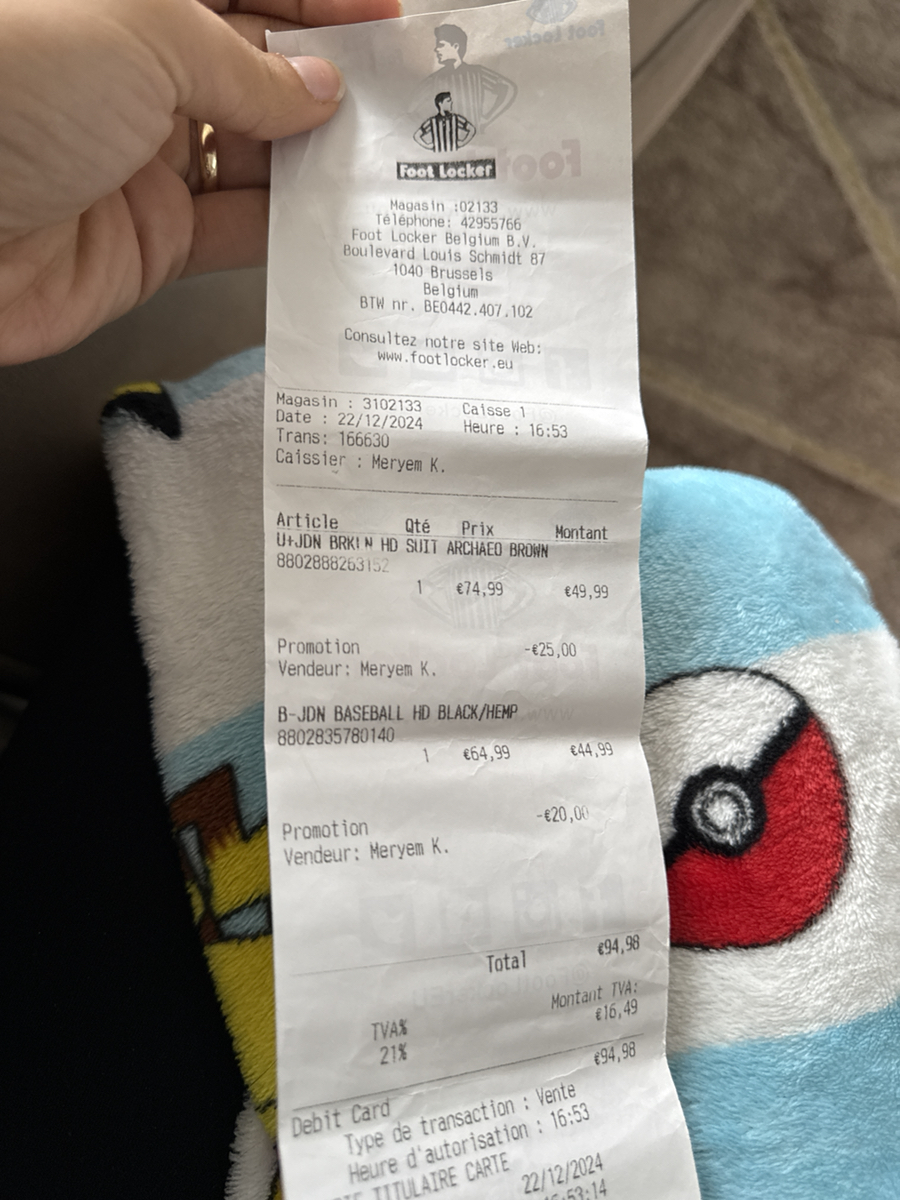 Foot Locker
Magasin :02133
Téléphone: 42955766
Foot Locker Belgium B.V.
Boulevard Louis Schmidt 87
1040 Brussels
Belgium
BTW nr. BE0442.407.102
Consultez notre site Web:
www.footlocker.eu
Magasin : 3102133 Caisse 1
Date : 22/12/2024 Heure : 16:53
Trans: 166630
Caissier : Meryem K.
Article Qté Prix Montant
U+JDN BRKLN HD SUIT ARCHAEO BROWN
8802888263152
1 €74,99 €49,99
Promotion -€25,00
Vendeur: Meryem K.
B-JDN BASEBALL HD BLACK/HEMP
8802835780140
1 €64,99 €44,99
Promotion -€20,00
Vendeur: Meryem K.
Total €94,98
Montant TVA:
TVA% €16,49
21%
Debit Card €94,98
Type de transaction : Vente
Heure d'autorisation : 16:53
TITULAIRE CARTE
22/12/2024
:53:14